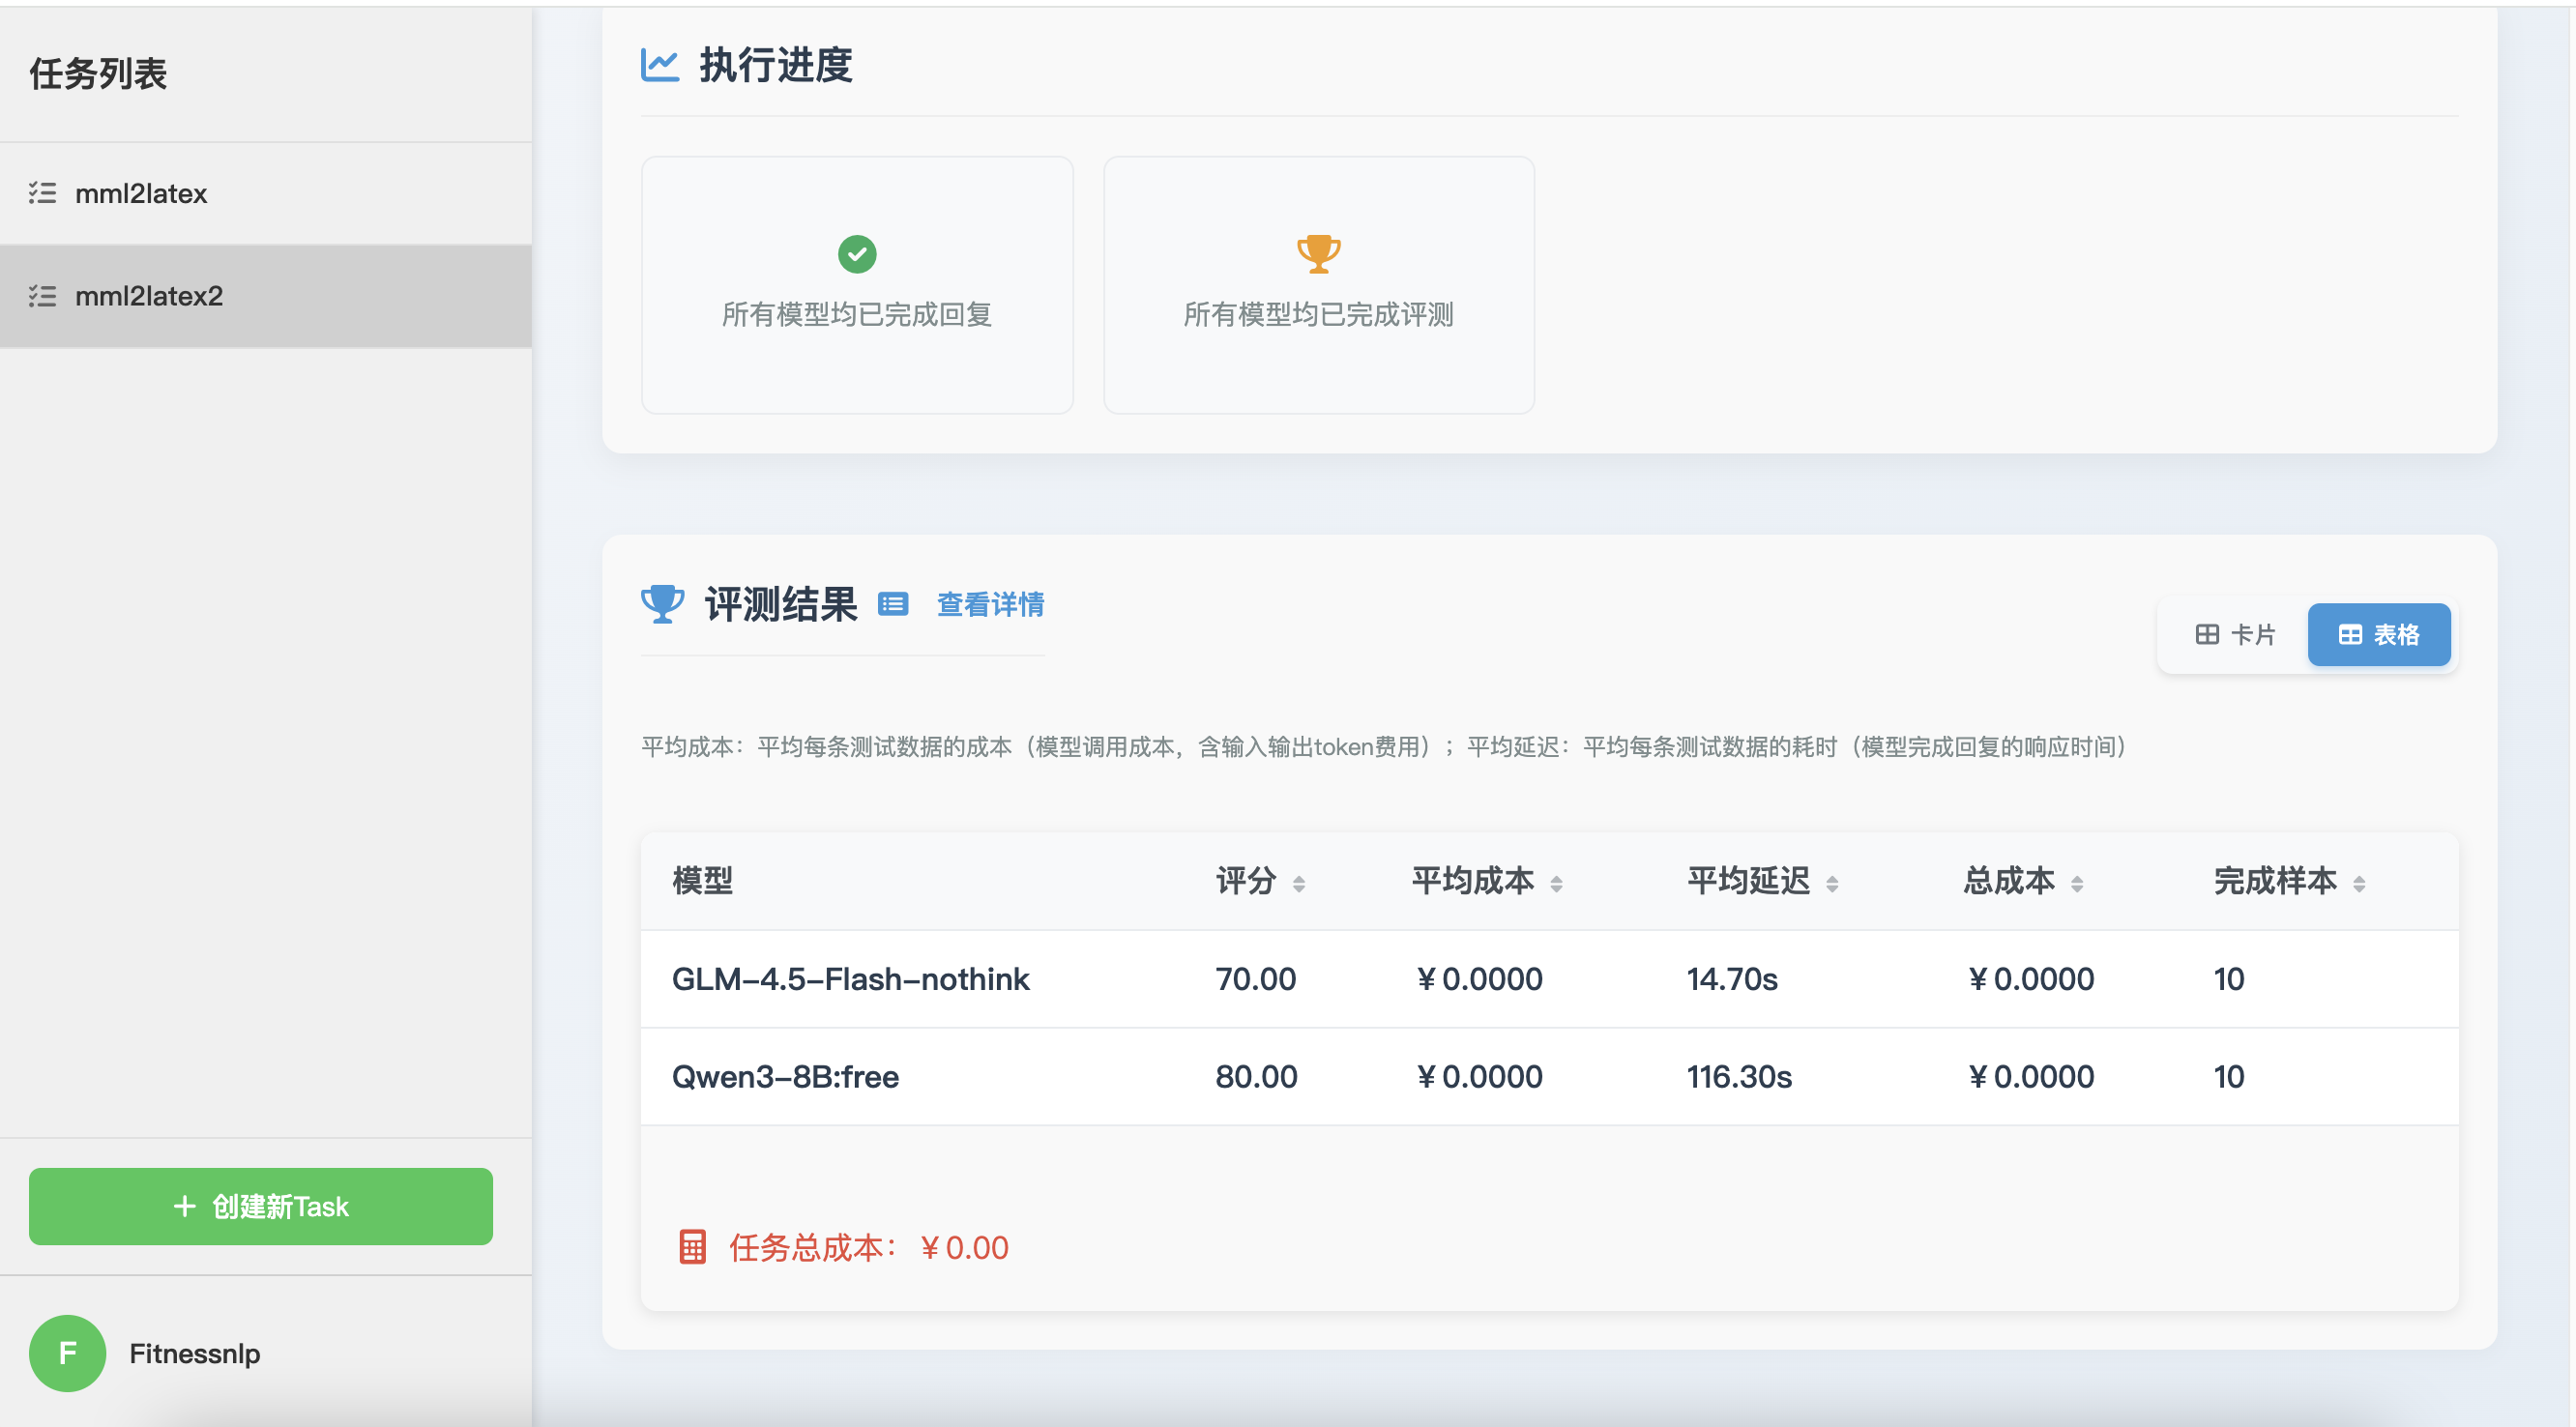 任务列表
mml2latex
mml2latex2
创建新Task
F
Fitnessnlp
执行进度
所有模型均已完成回复
所有模型均已完成评测
评测结果 查看详情
卡片 表格
平均成本：平均每条测试数据的成本（模型调用成本，含输入输出token费用）；平均延迟：平均每条测试数据的耗时（模型完成回复的响应时间）
模型 评分 平均成本 平均延迟 总成本 完成样本
GLM-4.5-Flash-nothink 70.00 ¥0.0000 14.70s ¥0.0000 10
Qwen3-8B:free 80.00 ¥0.0000 116.30s ¥0.0000 10
任务总成本： ¥0.00